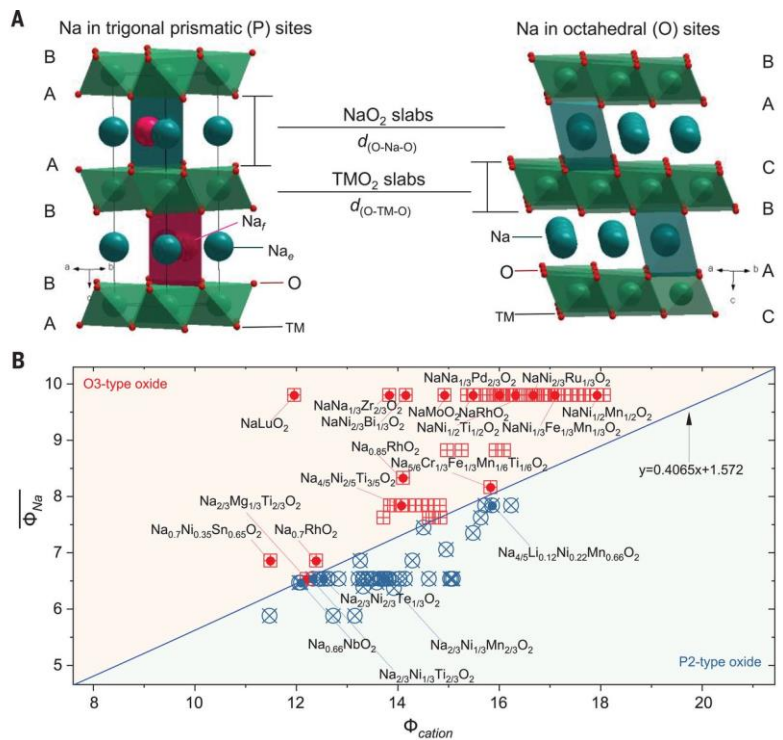 A
Na in trigonal prismatic (P) sites
Na in octahedral (O) sites
B
A
A
B
B
A
NaO₂ slabs
d(O-Na-O)
TMO₂ slabs
d(O-TM-O)
Naf
Nae
O
TM
a
b
c
B
A
C
B
A
C
Na
O
TM
a
b
c
B
O3-type oxide
P2-type oxide
NaLuO₂
NaNa₁/₃Zr₂/₃O₂
NaNi₂/₃Bi₁/₃O₂
NaNa₁/₃Pd₂/₃O₂
NaNi₂/₃Ru₁/₃O₂
NaMoO₂
NaRhO₂
NaNi₁/₂Mn₁/₂O₂
NaNi₁/₂Ti₁/₂O₂
NaNi₁/₃Fe₁/₃Mn₁/₃O₂
Na₀.₈₅RhO₂
Na₅/₆Cr₁/₃Fe₁/₃Mn₁/₆Ti₁/₆O₂
Na₄/₅Ni₂/₅Ti₃/₅O₂
Na₂/₃Mg₁/₃Ti₂/₃O₂
Na₀.₇Ni₀.₃₅Sn₀.₆₅O₂
Na₀.₇RhO₂
Na₄/₅Li₀.₁₂Ni₀.₂₂Mn₀.₆₆O₂
Na₂/₃Ni₂/₃Te₁/₃O₂
Na₂/₃Ni₁/₃Mn₂/₃O₂
Na₀.₆₆NbO₂
Na₂/₃Ni₁/₃Ti₂/₃O₂
y=0.4065x+1.572
Φ̅Na
10
9
8
7
6
5
8 10 12 14 16 18 20
Φcation